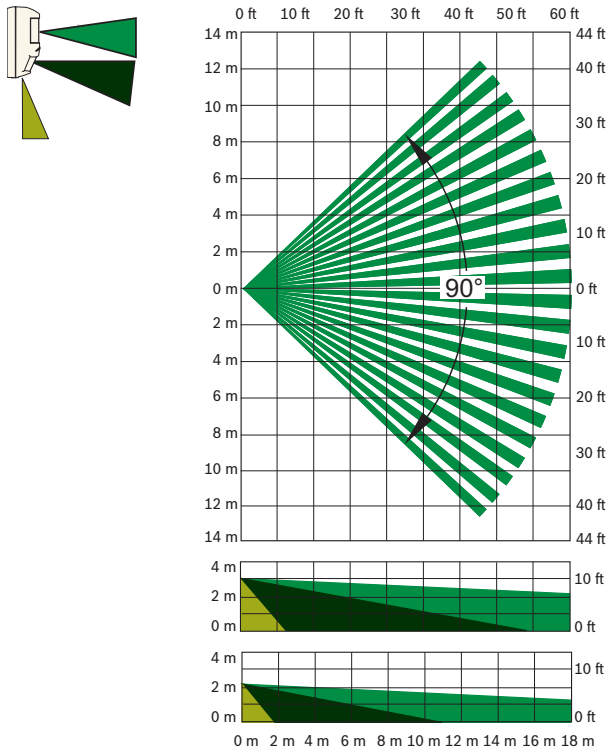 0 ft 10 ft 20 ft 30 ft 40 ft 50 ft 60 ft
14 m 44 ft
12 m 40 ft
10 m 30 ft
8 m
6 m 20 ft
4 m 10 ft
2 m
0 m 90° 0 ft
2 m
4 m 10 ft
6 m 20 ft
8 m 30 ft
10 m
12 m 40 ft
14 m 44 ft
4 m 10 ft
2 m
0 m 0 ft
4 m 10 ft
2 m
0 m 0 ft
0 m 2 m 4 m 6 m 8 m 10 m 12 m 14 m 16 m 18 m